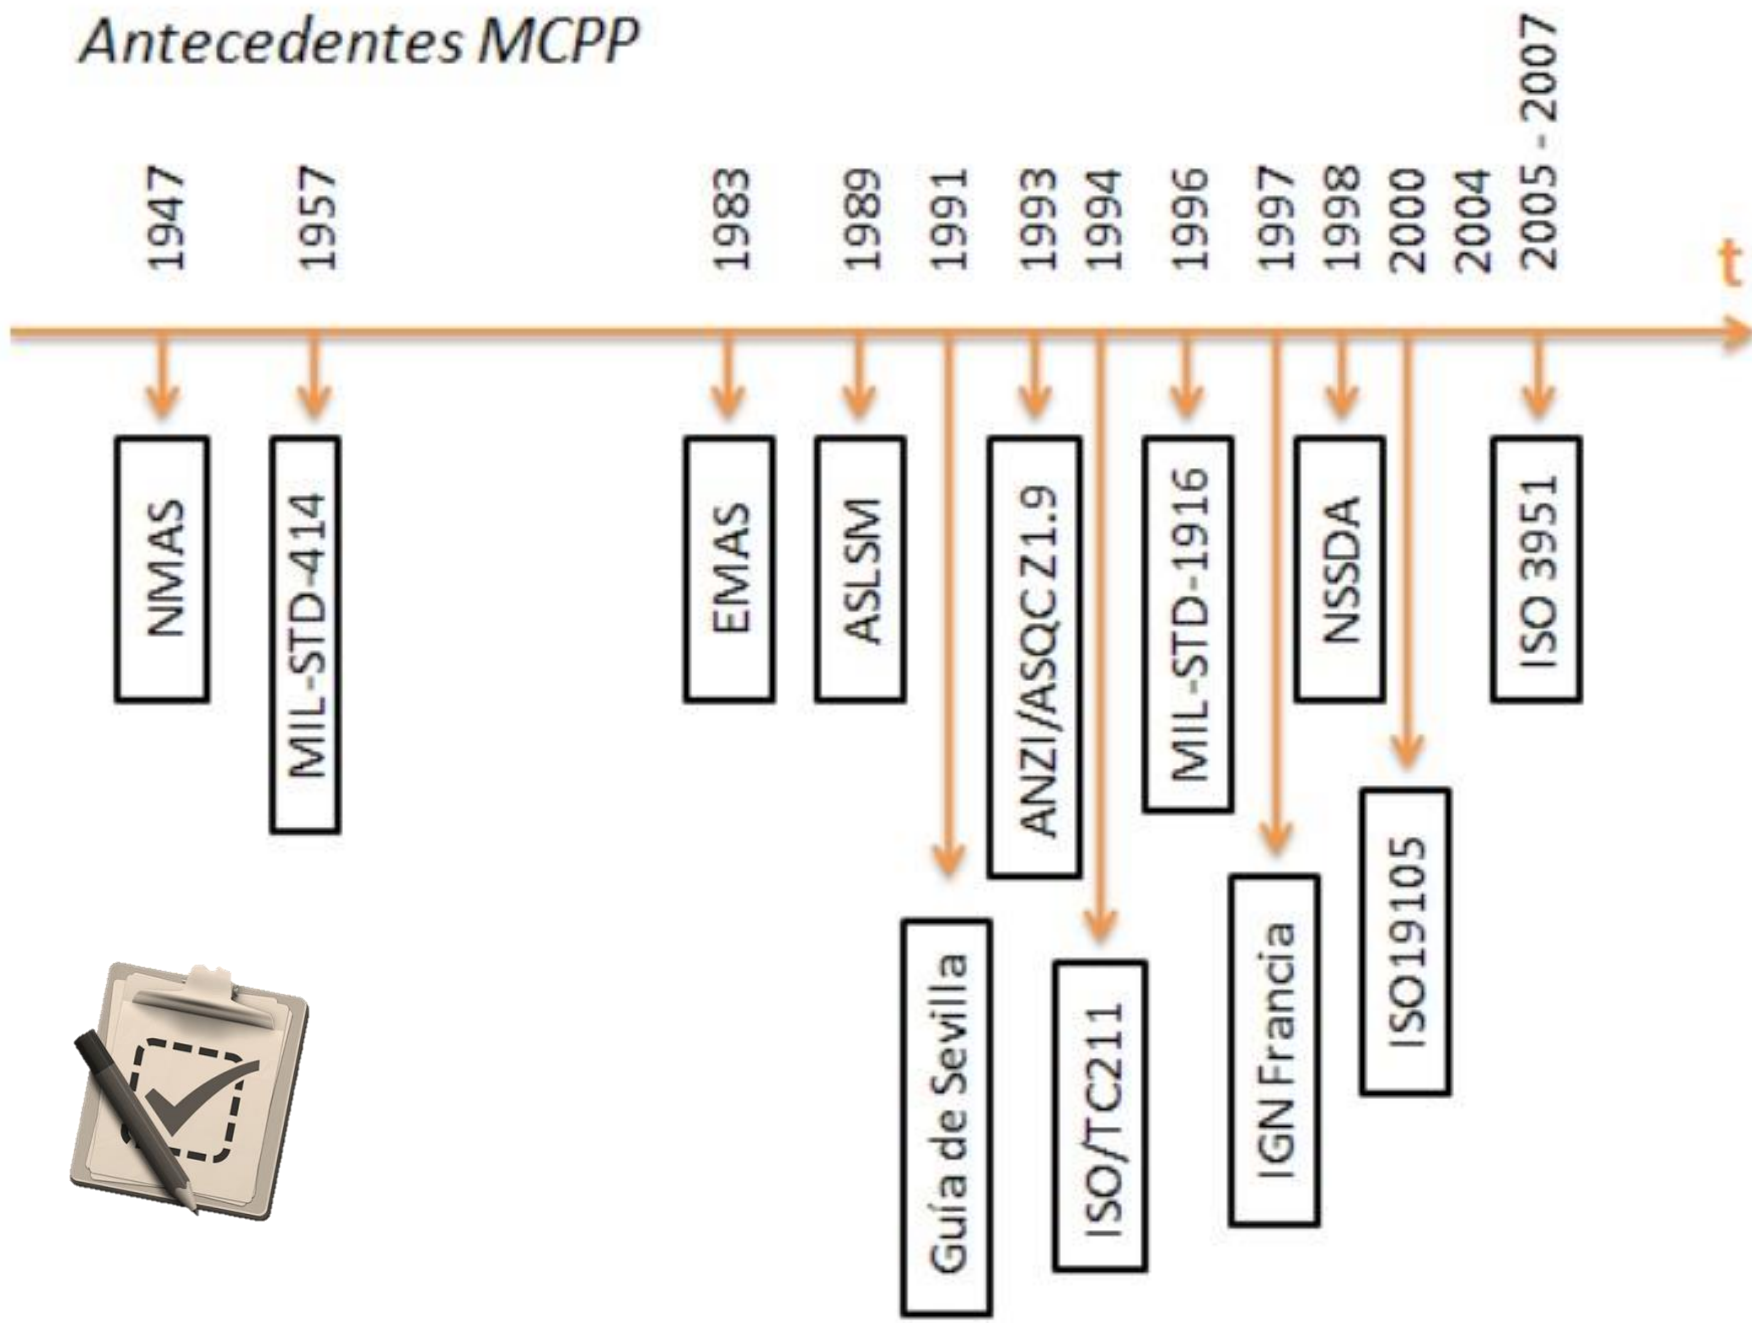 Antecedentes MCPP
1947
1957
1983
1989
1991
1993
1994
1996
1997
1998
2000
2004
2005 - 2007
t
NMAS
MIL-STD-414
EMAS
ASLSM
Guía de Sevilla
ANZI/ASQC Z1.9
ISO/TC211
MIL-STD-1916
IGN Francia
NSSDA
ISO19105
ISO 3951